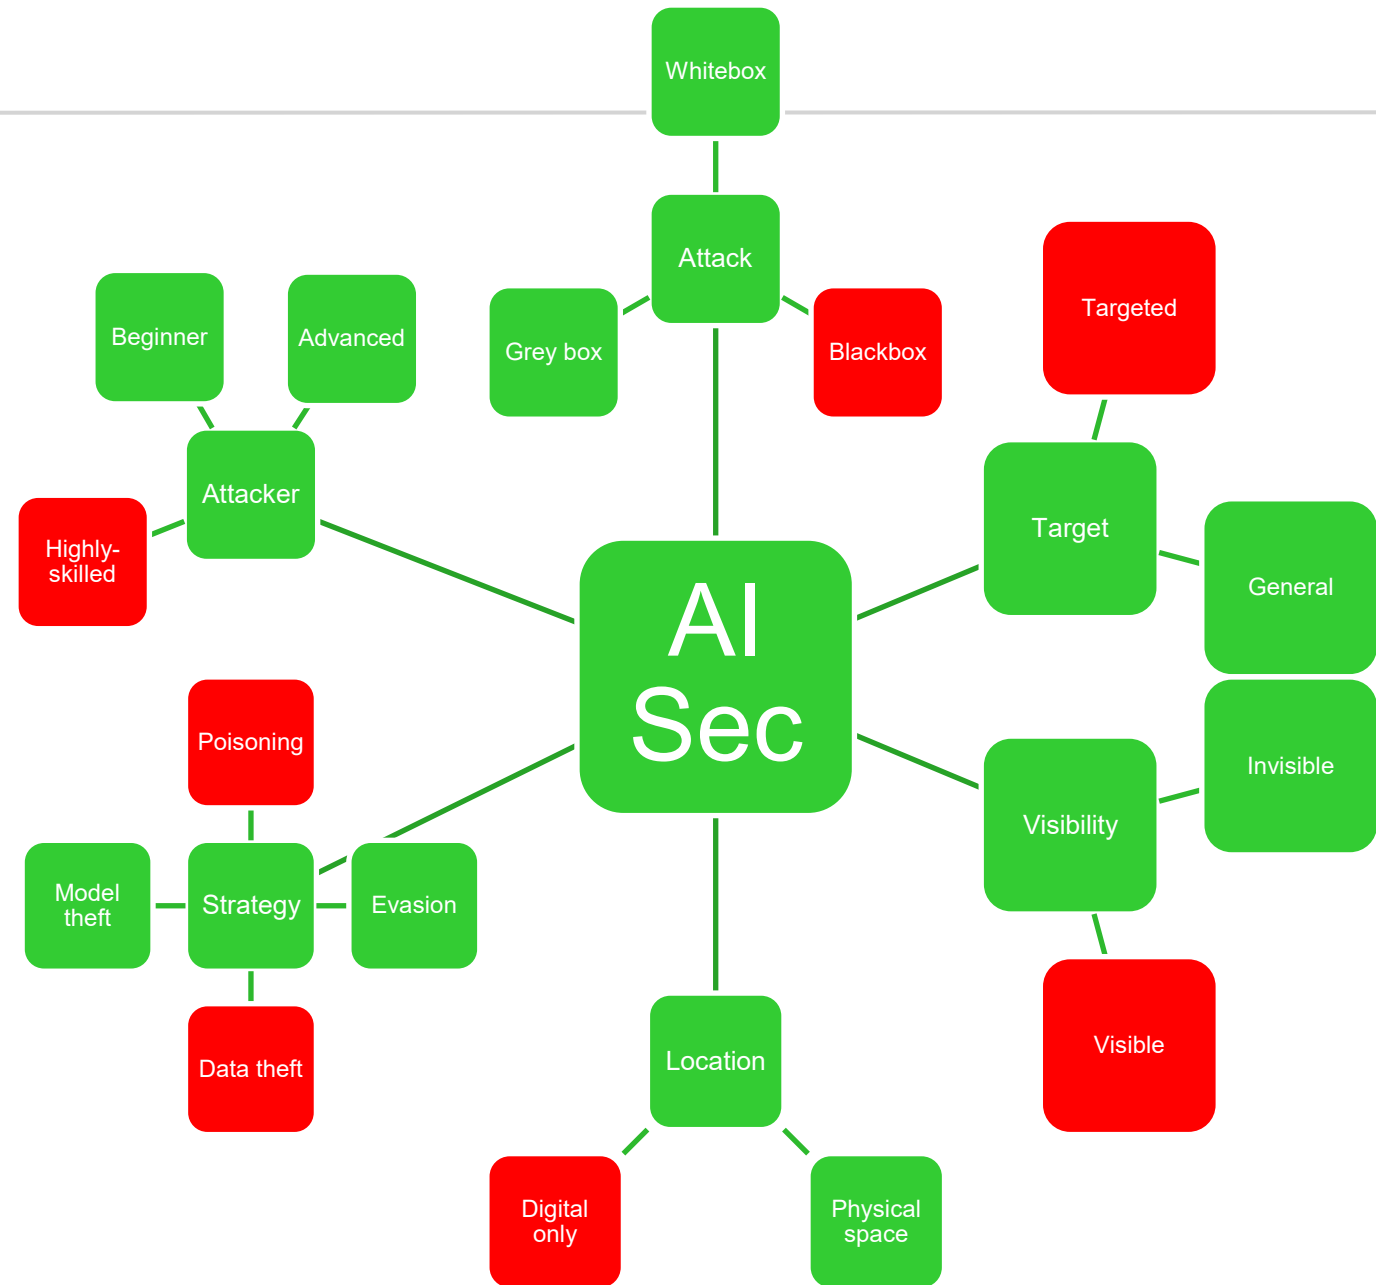 Whitebox
Attack
Grey box
Blackbox
Targeted
Target
General
Beginner
Advanced
Attacker
Highly-
skilled
AI
Sec
Invisible
Visibility
Visible
Poisoning
Model
theft
Strategy
Evasion
Data theft
Location
Digital
only
Physical
space